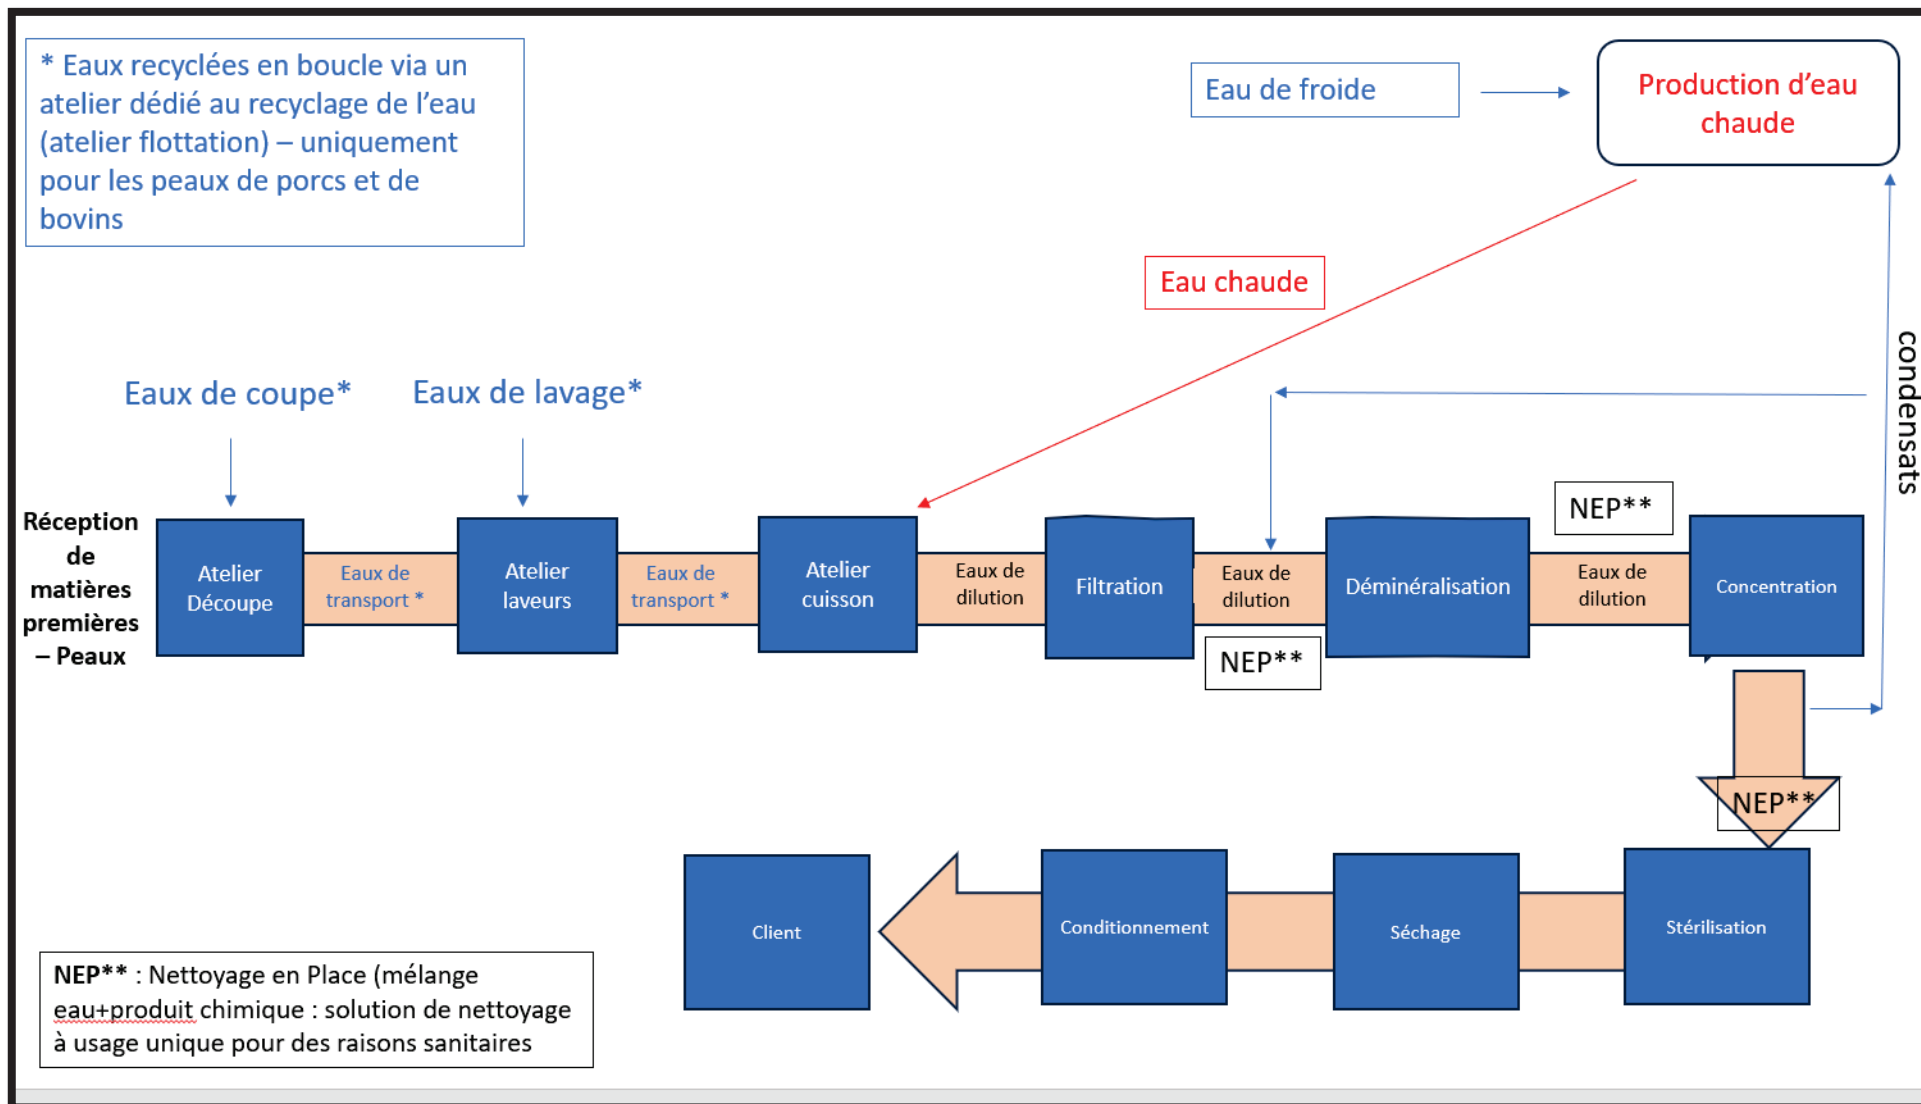 * Eaux recyclées en boucle via un
atelier dédié au recyclage de l'eau
(atelier flottation) – uniquement
pour les peaux de porcs et de
bovins
Eau de froide
Production d'eau
chaude
Eau chaude
condensats
Eaux de coupe*
Eaux de lavage*
NEP**
Réception
de
matières
premières
– Peaux
Atelier
Découpe
Eaux de
transport *
Atelier
laveurs
Eaux de
transport *
Atelier
cuisson
Eaux de
dilution
Filtration
Eaux de
dilution
Déminéralisation
Eaux de
dilution
Concentration
NEP**
NEP**
Client
Conditionnement
Séchage
Stérilisation
NEP** : Nettoyage en Place (mélange
eau+produit chimique : solution de nettoyage
à usage unique pour des raisons sanitaires